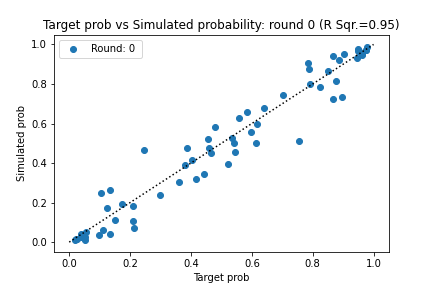 Target prob vs Simulated probability: round 0 (R Sqr.=0.95)
Round: 0
1.0
0.8
0.6
0.4
0.2
0.0
Simulated prob
0.0 0.2 0.4 0.6 0.8 1.0
Target prob